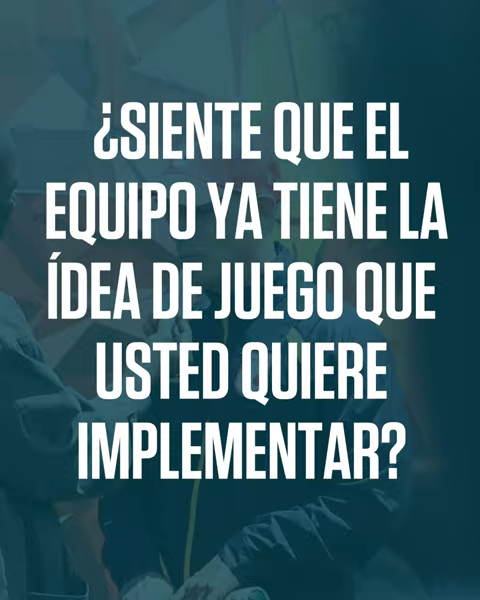 ¿SIENTE QUE EL
EQUIPO YA TIENE LA
ÍDEA DE JUEGO QUE
USTED QUIERE
IMPLEMENTAR?